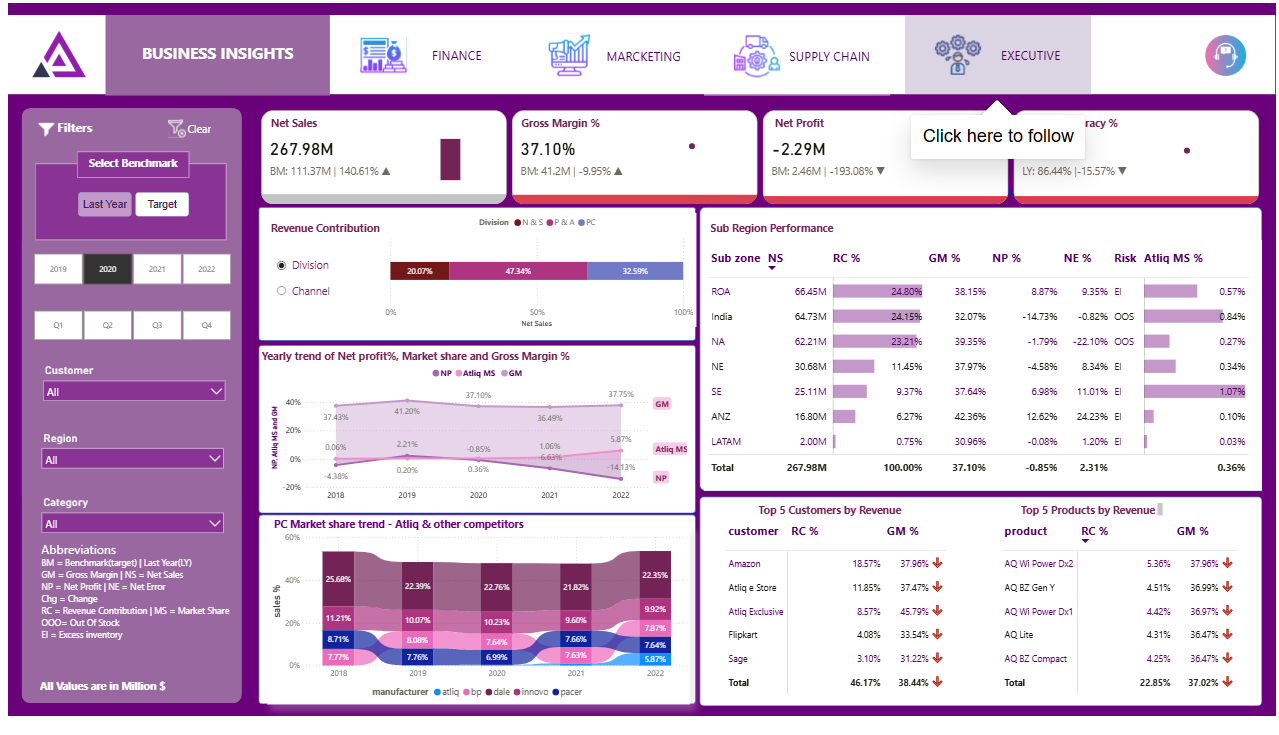 BUSINESS INSIGHTS
FINANCE
MARCKETING
SUPPLY CHAIN
EXECUTIVE
Click here to follow
Filters
Clear
Select Benchmark
Last Year
Target
2019 2020 2021 2022
Q1 Q2 Q3 Q4
Customer
All
Region
All
Category
All
Abbreviations
BM = Benchmark(target) | Last Year(LY)
GM = Gross Margin | NS = Net Sales
NP = Net Profit | NE = Net Error
Chg = Change
RC = Revenue Contribution | MS = Market Share
OOO= Out Of Stock
EI = Excess inventory
All Values are in Million $
Net Sales
267.98M
BM: 111.37M | 140.61% ▲
Gross Margin %
37.10%
BM: 41.2M | -9.95% ▲
Net Profit
-2.29M
BM: 2.46M | -193.08% ▼
racy %
LY: 86.44% |-15.57% ▼
Revenue Contribution
Division N & S P & A PC
Division
Channel
20.07% 47.34% 32.59%
0% 50% 100%
Net Sales
Yearly trend of Net profit%, Market share and Gross Margin %
NP Atliq MS GM
NP, Atliq MS and GM
40%
20%
0%
-20%
37.43% 41.20% 37.10% 36.49% 37.75%
0.06% 2.21% -0.85% 1.06% 5.87%
-4.38% 0.20% 0.36% -6.63% -14.13%
GM
Atliq MS
NP
2018 2019 2020 2021 2022
PC Market share trend - Atliq & other competitors
sales %
60%
40%
20%
0%
25.68% 22.39% 22.76% 21.82% 22.35%
11.21% 10.07% 10.23% 9.60% 9.92%
8.71% 8.08% 7.64% 7.66% 7.87%
7.77% 7.76% 6.99% 7.63% 7.64%
5.87%
2018 2019 2020 2021 2022
manufacturer atliq bp dale innovo pacer
Sub Region Performance
Sub zone NS RC % GM % NP % NE % Risk Atliq MS %
ROA 66.45M 24.80% 38.15% 8.87% 9.35% EI 0.57%
India 64.73M 24.15% 32.07% -14.73% -0.82% OOS 0.84%
NA 62.21M 23.21% 39.35% -1.79% -22.10% OOS 0.27%
NE 30.68M 11.45% 37.97% -4.58% 8.34% EI 0.34%
SE 25.11M 9.37% 37.64% 6.98% 11.01% EI 1.07%
ANZ 16.80M 6.27% 42.36% 12.62% 24.23% EI 0.10%
LATAM 2.00M 0.75% 30.96% -0.08% 1.20% EI 0.03%
Total 267.98M 100.00% 37.10% -0.85% 2.31% 0.36%
Top 5 Customers by Revenue
customer RC % GM %
Amazon 18.57% 37.96%
Atliq e Store 11.85% 37.47%
Atliq Exclusive 8.57% 45.79%
Flipkart 4.08% 33.54%
Sage 3.10% 31.22%
Total 46.17% 38.44%
Top 5 Products by Revenue
product RC % GM %
AQ Wi Power Dx2 5.36% 37.96%
AQ BZ Gen Y 4.51% 36.99%
AQ Wi Power Dx1 4.42% 36.97%
AQ Lite 4.31% 36.47%
AQ BZ Compact 4.25% 36.47%
Total 22.85% 37.02%